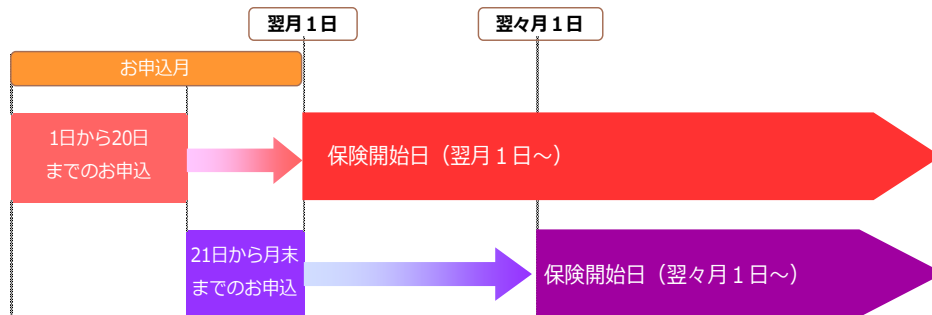 翌月１日
翌々月１日
お申込月
1日から20日
までのお申込
保険開始日（翌月１日～）
21日から月末
までのお申込
保険開始日（翌々月１日～）